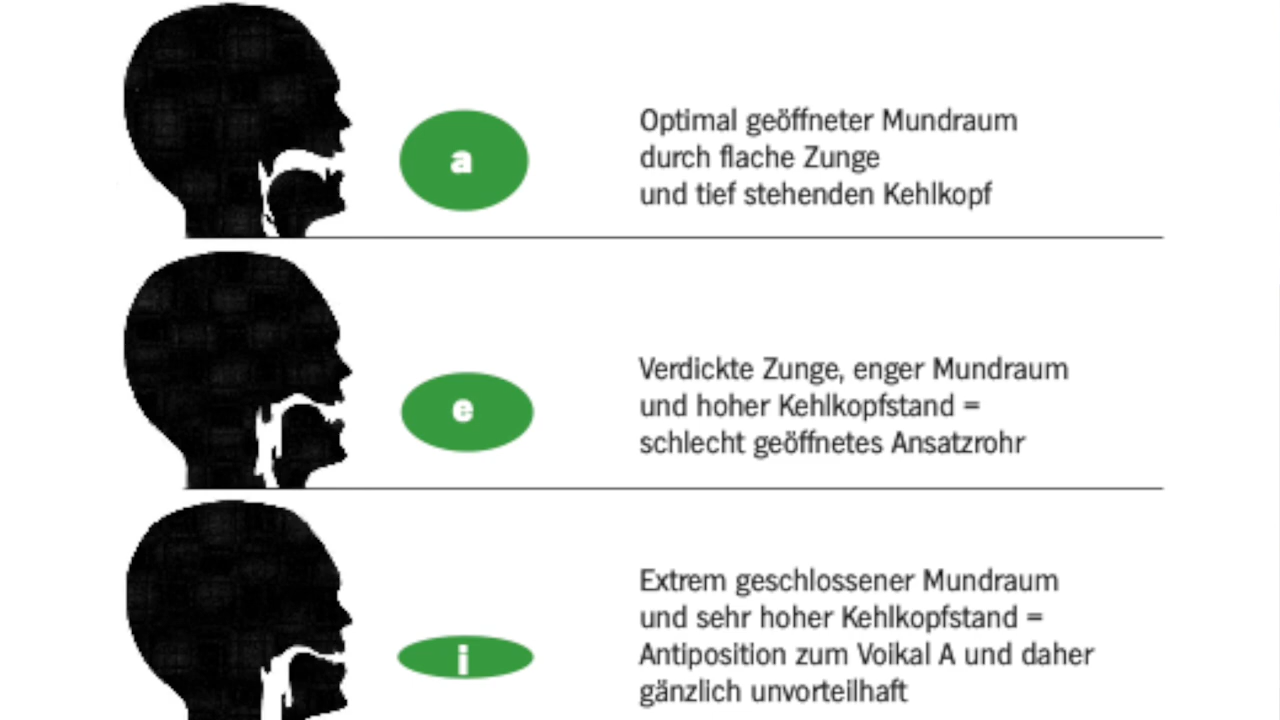 a
Optimal geöffneter Mundraum
durch flache Zunge
und tief stehenden Kehlkopf
e
Verdickte Zunge, enger Mundraum
und hoher Kehlkopfstand =
schlecht geöffnetes Ansatzrohr
i
Extrem geschlossener Mundraum
und sehr hoher Kehlkopfstand =
Antiposition zum Voikal A und daher
gänzlich unvorteilhaft